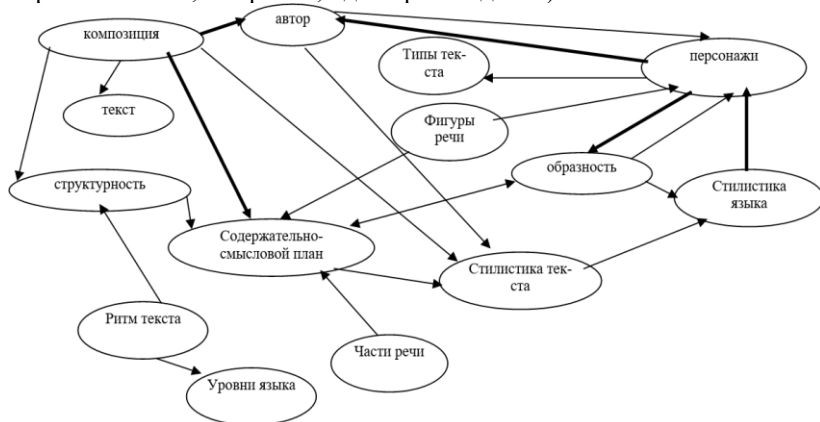 композиция
автор
Типы тек-
ста
персонажи
текст
Фигуры
речи
образность
структурность
Стилистика
языка
Содержательно-
смысловой план
Стилистика тек-
ста
Ритм текста
Части речи
Уровни языка